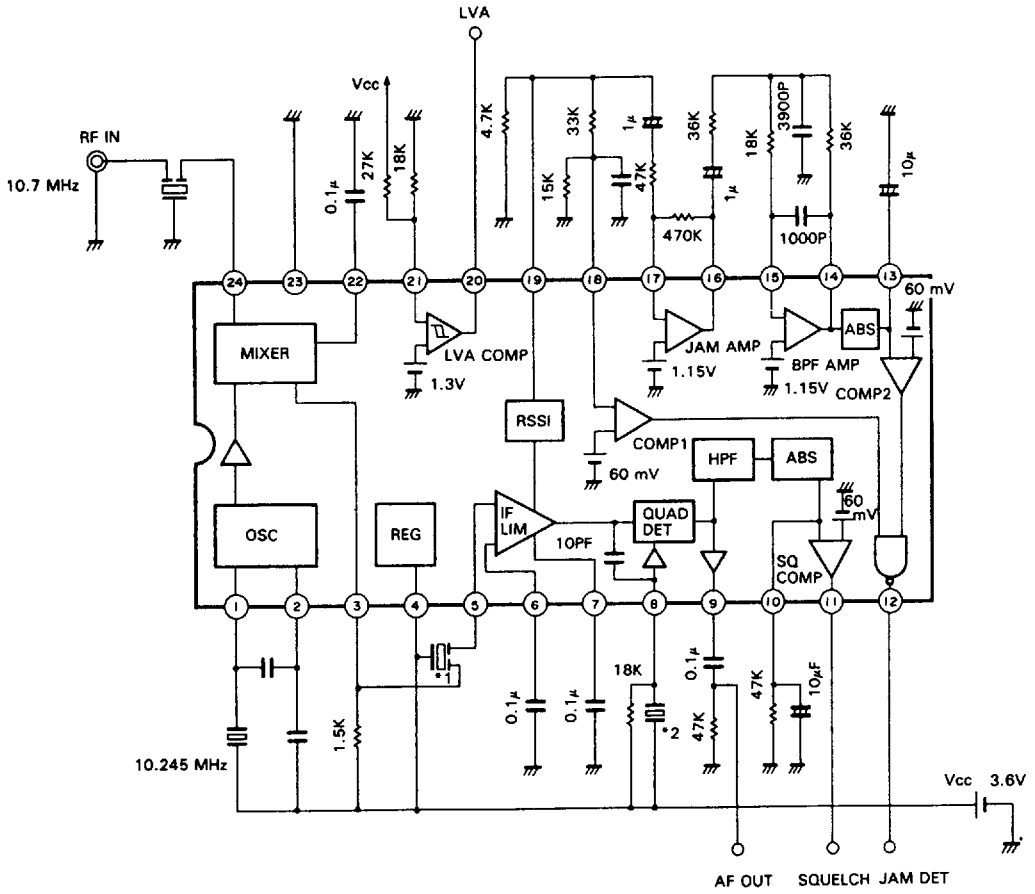 LVA
Vcc
RF IN
10.7 MHz
0.1μ
27K
18K
4.7K
33K
15K
1μ
47K
470K
36K
1μ
18K
3900P
36K
1000P
10μ
24
23
22
21
20
19
18
17
16
15
14
13
60 mV
MIXER
LVA COMP
1.3V
JAM AMP
1.15V
BPF AMP
1.15V
ABS
COMP2
RSSI
COMP1
60 mV
HPF
ABS
60 mV
OSC
REG
IF LIM
10PF
QUAD DET
SQ COMP
1
2
3
4
5
6
7
8
9
10
11
12
*1
10.245 MHz
1.5K
0.1μ
0.1μ
18K
*2
0.1μ
47K
47K
10μF
Vcc 3.6V
AF OUT
SQUELCH
JAM DET